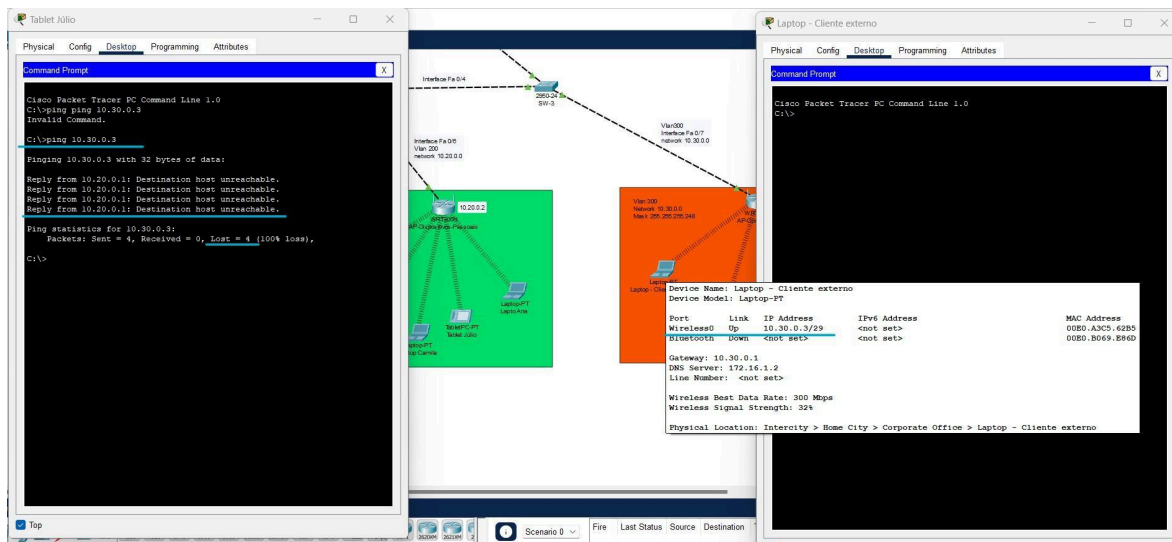 Tablet Júlio
Physical Config Desktop Programming Attributes
Command Prompt
X
Cisco Packet Tracer PC Command Line 1.0
C:\>ping ping 10.30.0.3
Invalid Command.
C:\>ping 10.30.0.3
Pinging 10.30.0.3 with 32 bytes of data:
Reply from 10.20.0.1: Destination host unreachable.
Reply from 10.20.0.1: Destination host unreachable.
Reply from 10.20.0.1: Destination host unreachable.
Reply from 10.20.0.1: Destination host unreachable.
Ping statistics for 10.30.0.3:
Packets: Sent = 4, Received = 0, Lost = 4 (100% loss),
C:\>
Top
Interface Fa 0/4
2950-24
SW-3
Interface Fa 0/6
Vlan 200
network 10.20.0.0
Vlan300
Interface Fa 0/7
network 10.30.0.0
10.20.0.2
Laptop-PT
Lapto Ana
TabletPC-PT
Tablet Júlio
Vlan 300
Network 10.30.0.0
Mask 255.255.255.248
Scenario 0
Fire Last Status Source Destination
Laptop - Cliente externo
Physical Config Desktop Programming Attributes
Command Prompt
X
Cisco Packet Tracer PC Command Line 1.0
C:\>
Device Name: Laptop - Cliente externo
Device Model: Laptop-PT
Port Link IP Address IPv6 Address MAC Address
Wireless0 Up 10.30.0.3/29 <not set> 00E0.A3C5.62B5
Bluetooth Down <not set> <not set> 00E0.B069.E86D
Gateway: 10.30.0.1
DNS Server: 172.16.1.2
Line Number: <not set>
Wireless Best Data Rate: 300 Mbps
Wireless Signal Strength: 32%
Physical Location: Intercity > Home City > Corporate Office > Laptop - Cliente externo